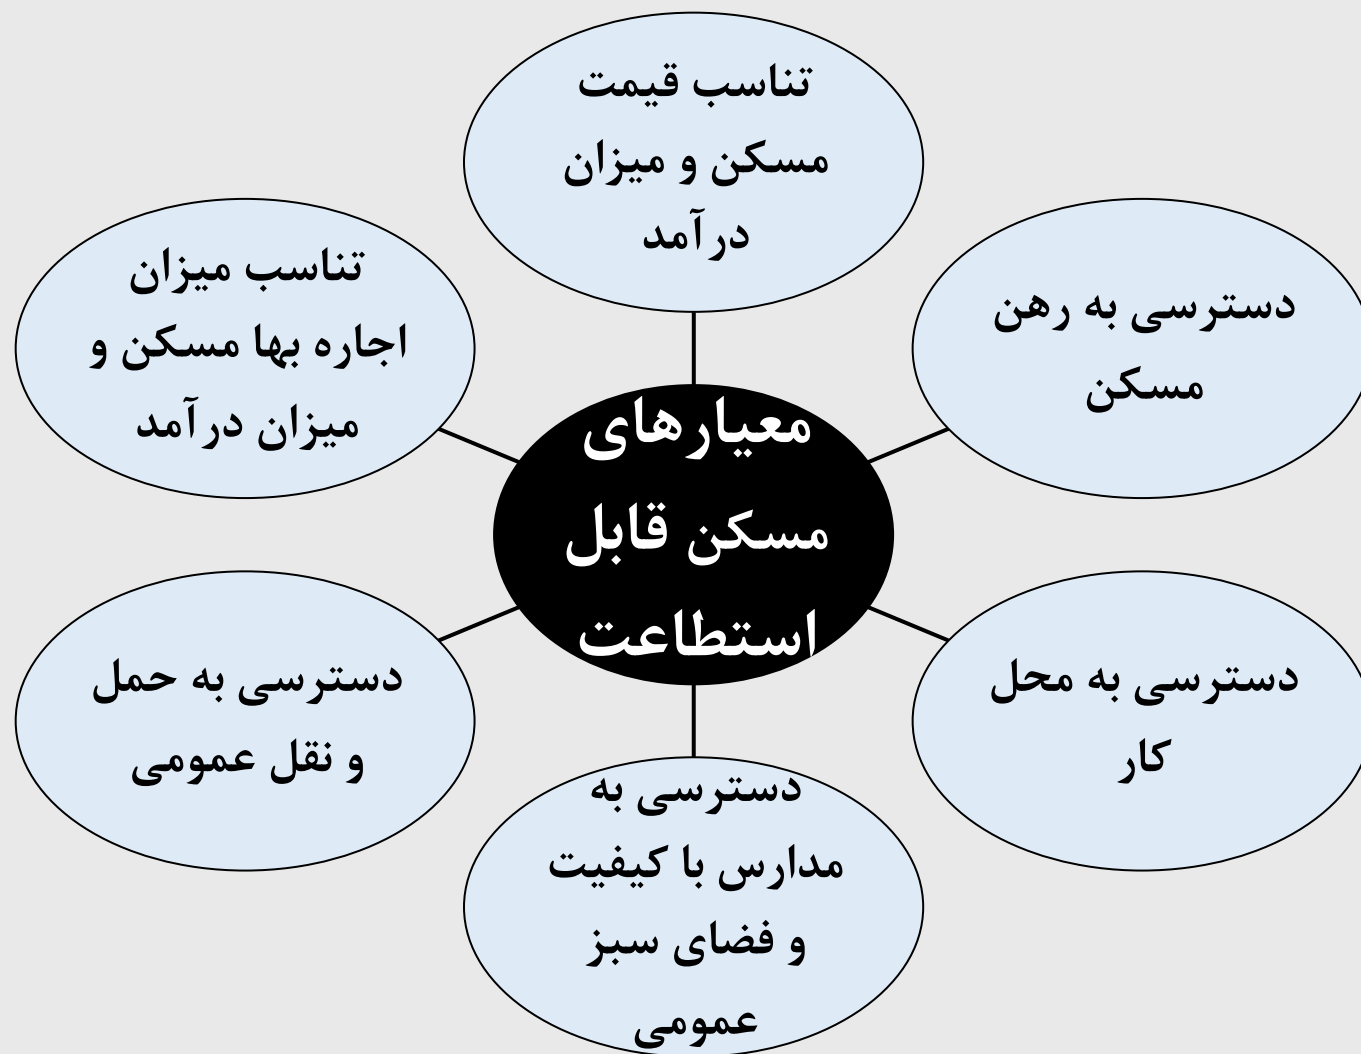 تناسب قیمت
مسکن و میزان
درآمد
دسترسی به رهن
مسکن
دسترسی به محل
کار
دسترسی به
مدارس با کیفیت
و فضای سبز
عمومی
دسترسی به حمل
و نقل عمومی
تناسب میزان
اجاره بها مسکن و
میزان درآمد
معیارهای
مسکن قابل
استطاعت